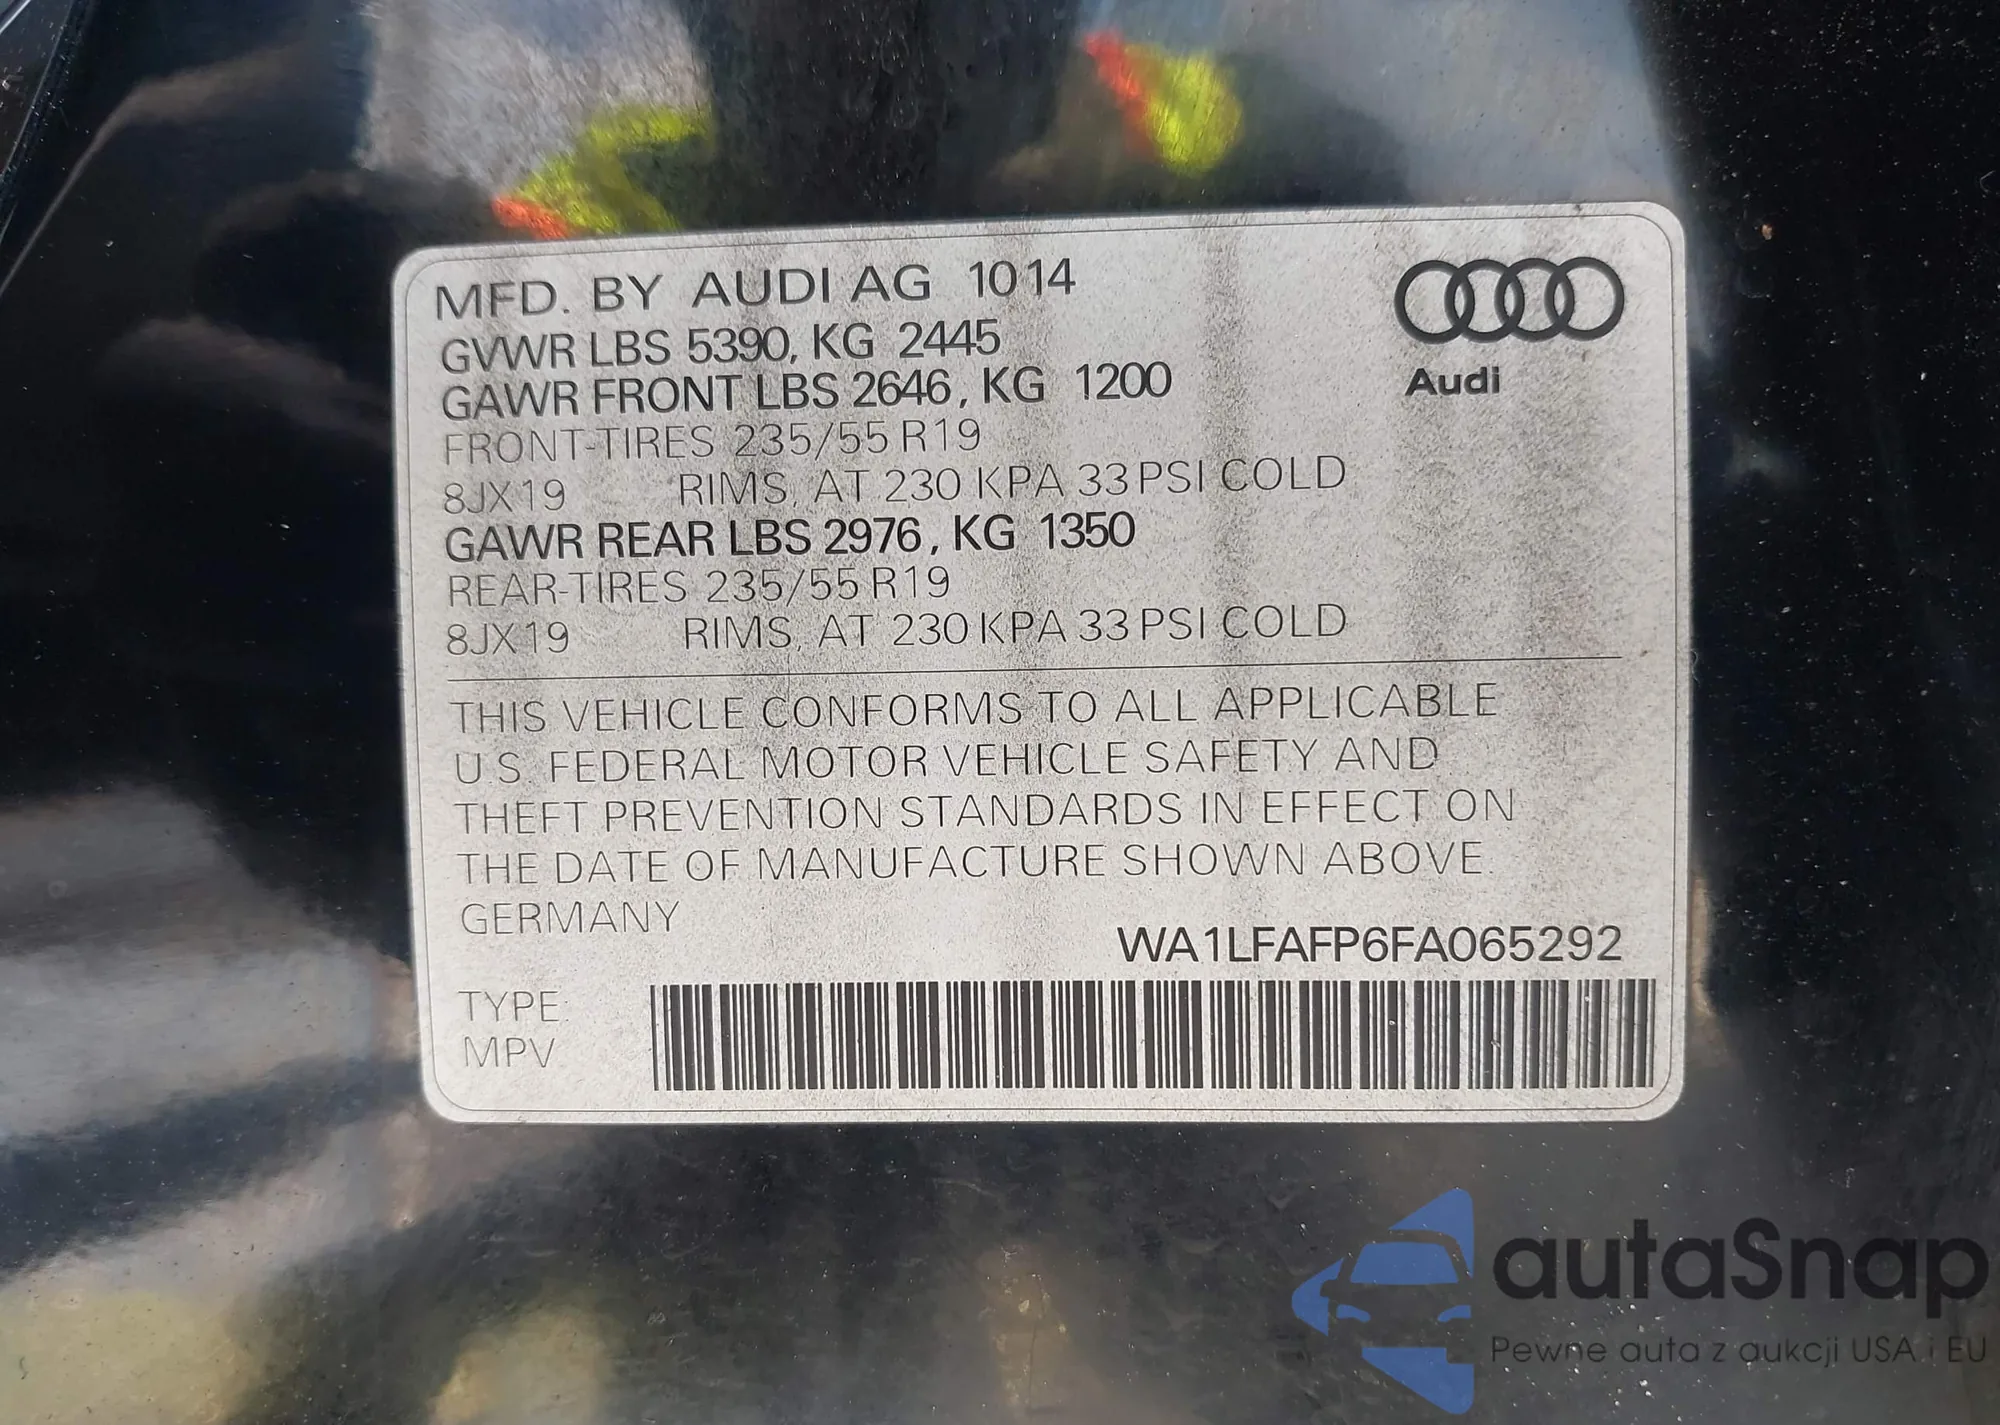 MFD. BY AUDI AG 1014
GVWR LBS 5390, KG 2445
GAWR FRONT LBS 2646, KG 1200
FRONT-TIRES 235/55 R19
8JX19 RIMS, AT 230 KPA 33 PSI COLD
GAWR REAR LBS 2976, KG 1350
REAR-TIRES 235/55 R19
8JX19 RIMS, AT 230 KPA 33 PSI COLD
Audi
THIS VEHICLE CONFORMS TO ALL APPLICABLE
U.S. FEDERAL MOTOR VEHICLE SAFETY AND
THEFT PREVENTION STANDARDS IN EFFECT ON
THE DATE OF MANUFACTURE SHOWN ABOVE.
GERMANY
WA1LFAFP6FA065292
TYPE:
MPV
autaSnap
Pewne auta z aukcji USA i EU